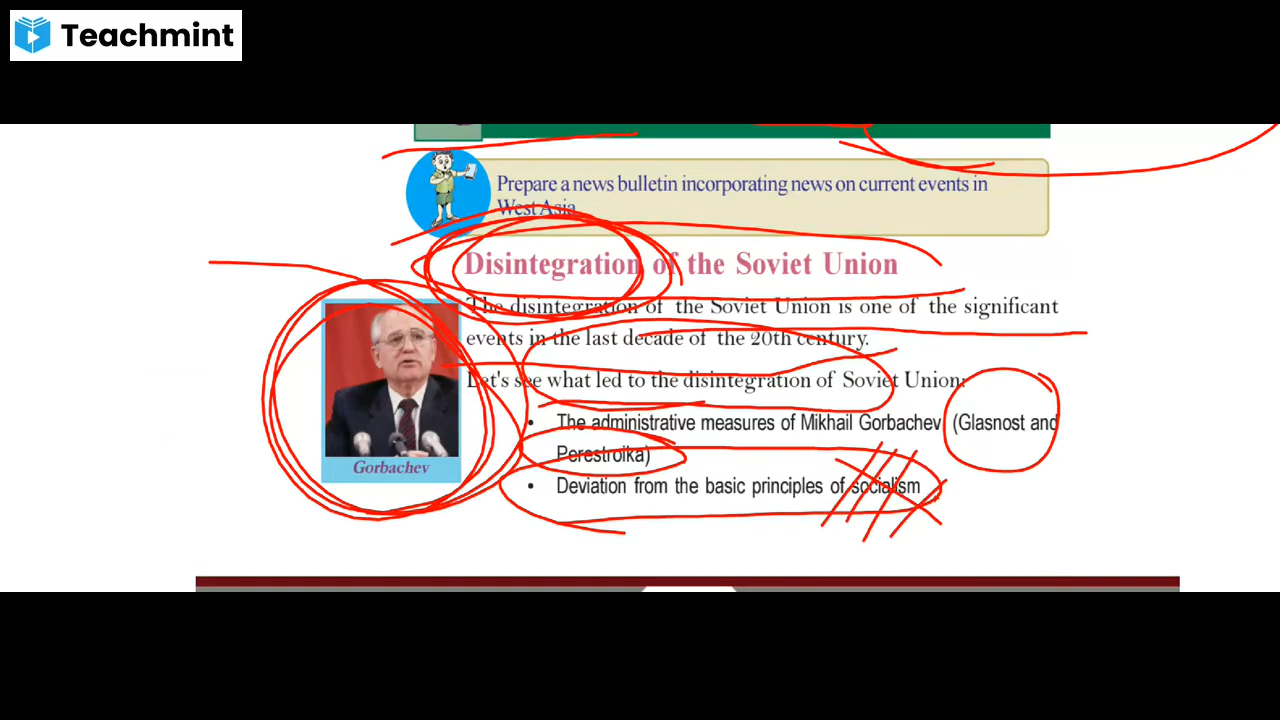 Teachmint
Prepare a news bulletin incorporating news on current events in
West Asia
Disintegration of the Soviet Union
The disintegration of the Soviet Union is one of the significant
events in the last decade of the 20th century.
Let's see what led to the disintegration of Soviet Union:
• The administrative measures of Mikhail Gorbachev (Glasnost and
Perestroika)
Gorbachev
• Deviation from the basic principles of socialism